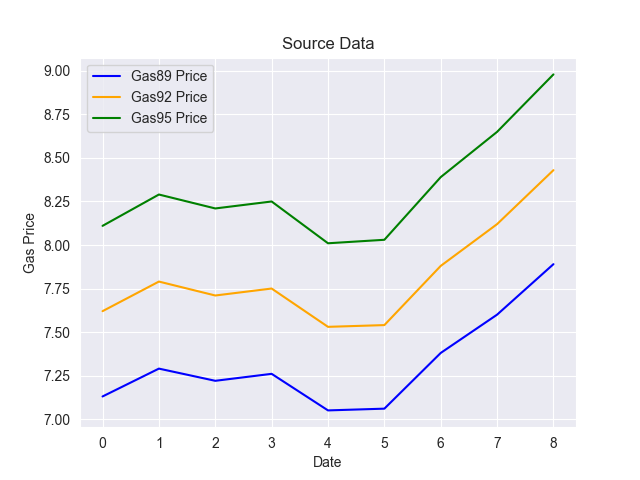 Source Data
Gas89 Price
Gas92 Price
Gas95 Price
Gas Price
9.00
8.75
8.50
8.25
8.00
7.75
7.50
7.25
7.00
0 1 2 3 4 5 6 7 8
Date